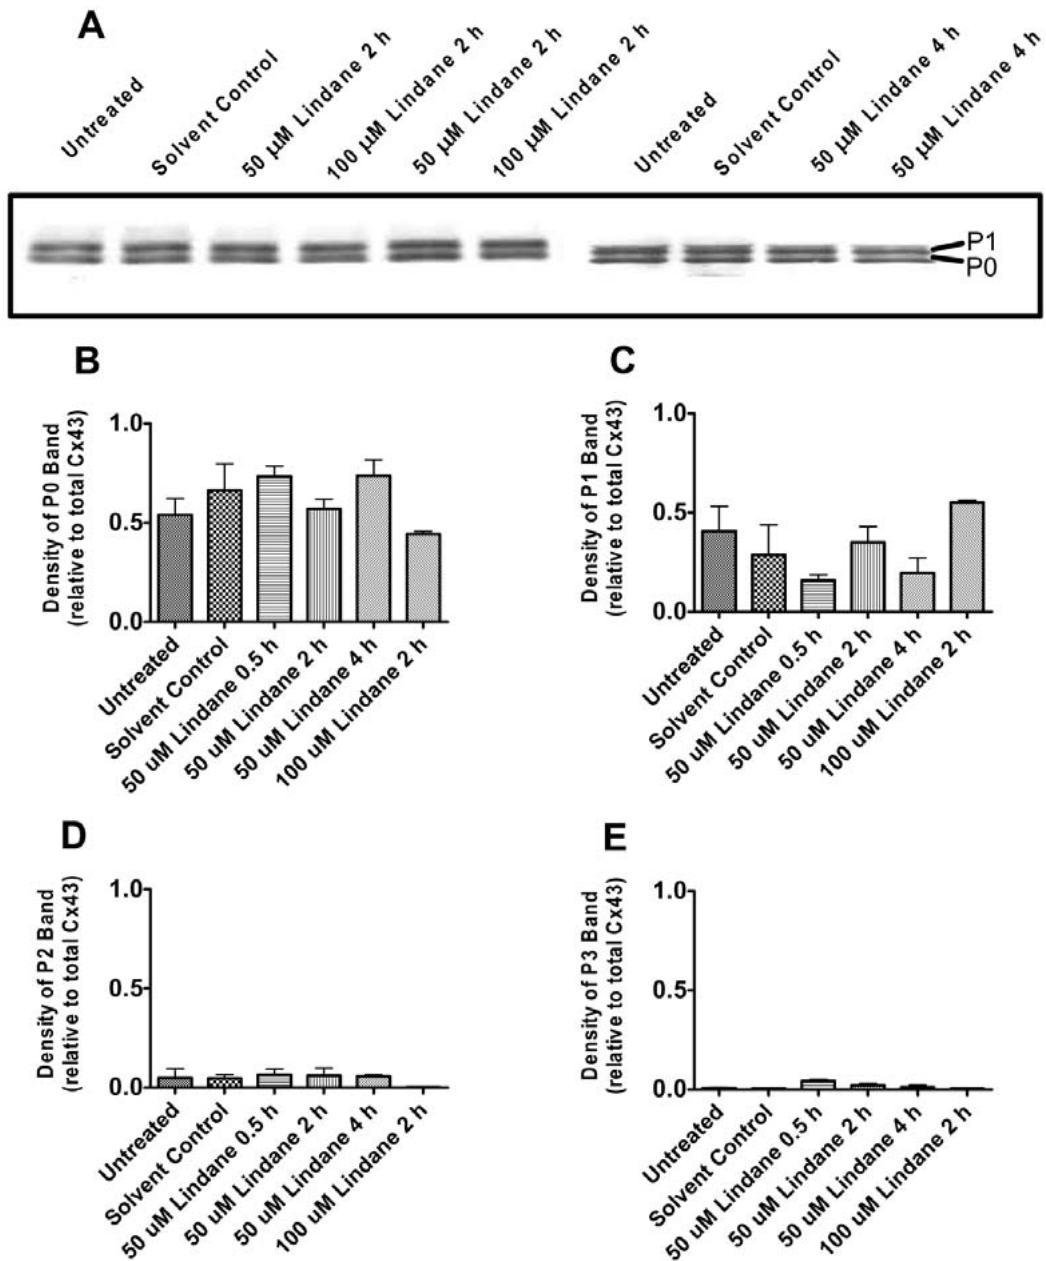 A
Untreated
Solvent Control
50 µM Lindane 2 h
100 µM Lindane 2 h
50 µM Lindane 2 h
100 µM Lindane 2 h
Untreated
Solvent Control
50 µM Lindane 4 h
50 µM Lindane 4 h
P1
P0
B
Density of P0 Band
(relative to total Cx43)
1.0
0.5
0.0
Untreated
Solvent Control
50 uM Lindane 0.5 h
50 uM Lindane 2 h
50 uM Lindane 4 h
100 uM Lindane 2 h
C
Density of P1 Band
(relative to total Cx43)
1.0
0.5
0.0
Untreated
Solvent Control
50 uM Lindane 0.5 h
50 uM Lindane 2 h
50 uM Lindane 4 h
100 uM Lindane 2 h
D
Density of P2 Band
(relative to total Cx43)
1.0
0.5
0.0
Untreated
Solvent Control
50 uM Lindane 0.5 h
50 uM Lindane 2 h
50 uM Lindane 4 h
100 uM Lindane 2 h
E
Density of P3 Band
(relative to total Cx43)
1.0
0.5
0.0
Untreated
Solvent Control
50 uM Lindane 0.5 h
50 uM Lindane 2 h
50 uM Lindane 4 h
100 uM Lindane 2 h